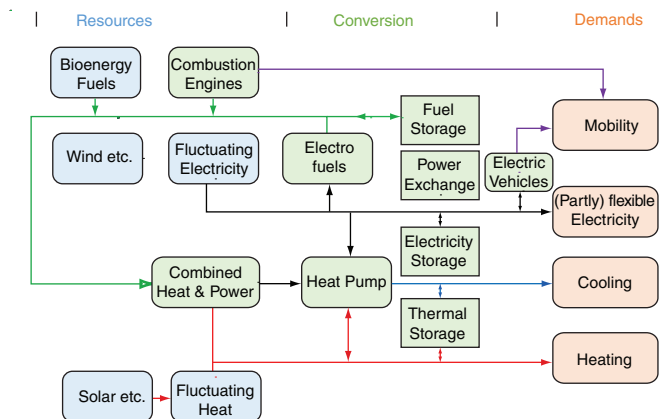 Resources
Conversion
Demands
Bioenergy
Fuels
Combustion
Engines
Fuel
Storage
Mobility
Wind etc.
Fluctuating
Electricity
Electro
fuels
Power
Exchange
Electric
Vehicles
(Partly) flexible
Electricity
Electricity
Storage
Combined
Heat & Power
Heat Pump
Cooling
Thermal
Storage
Heating
Solar etc.
Fluctuating
Heat